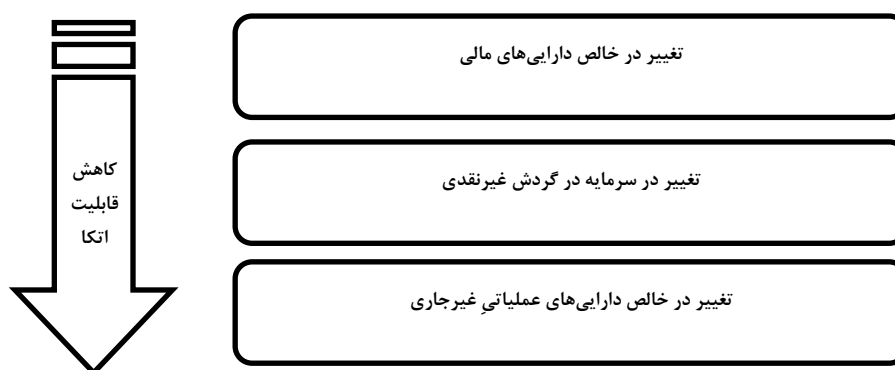 تغییر در خالص دارایی‌های مالی
تغییر در سرمایه در گردش غیرنقدی
تغییر در خالص دارایی‌های عملیاتیِ غیرجاری
کاهش
قابلیت
اتکا